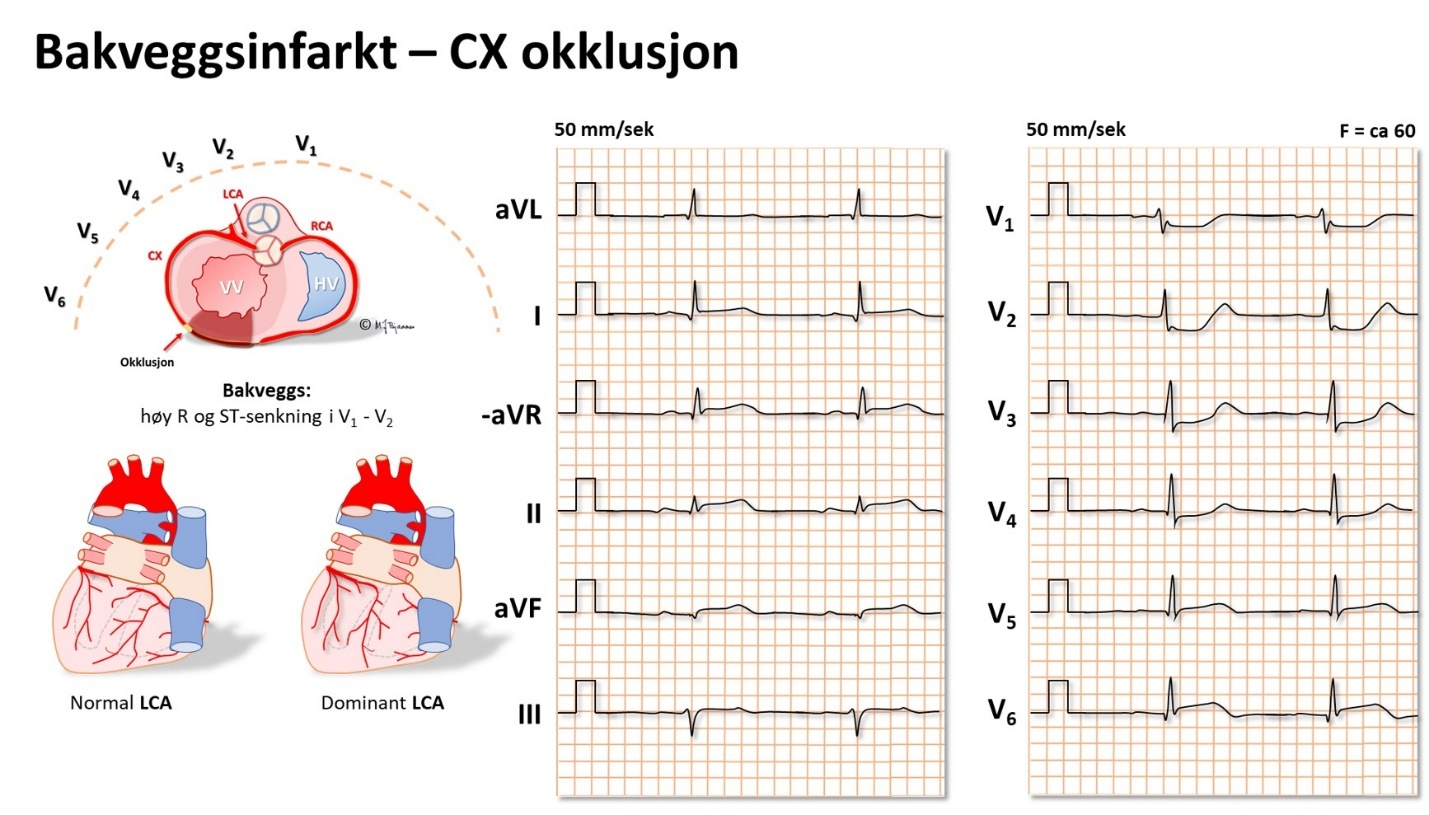 Bakveggsinfarkt – CX okklusjon
V6
V5
V4
V3
V2
V1
LCA
RCA
CX
VV
HV
©
Okklusjon
Bakveggs:
høy R og ST-senkning i V1 - V2
Normal LCA
Dominant LCA
50 mm/sek
aVL
I
-aVR
II
aVF
III
50 mm/sek
F = ca 60
V1
V2
V3
V4
V5
V6